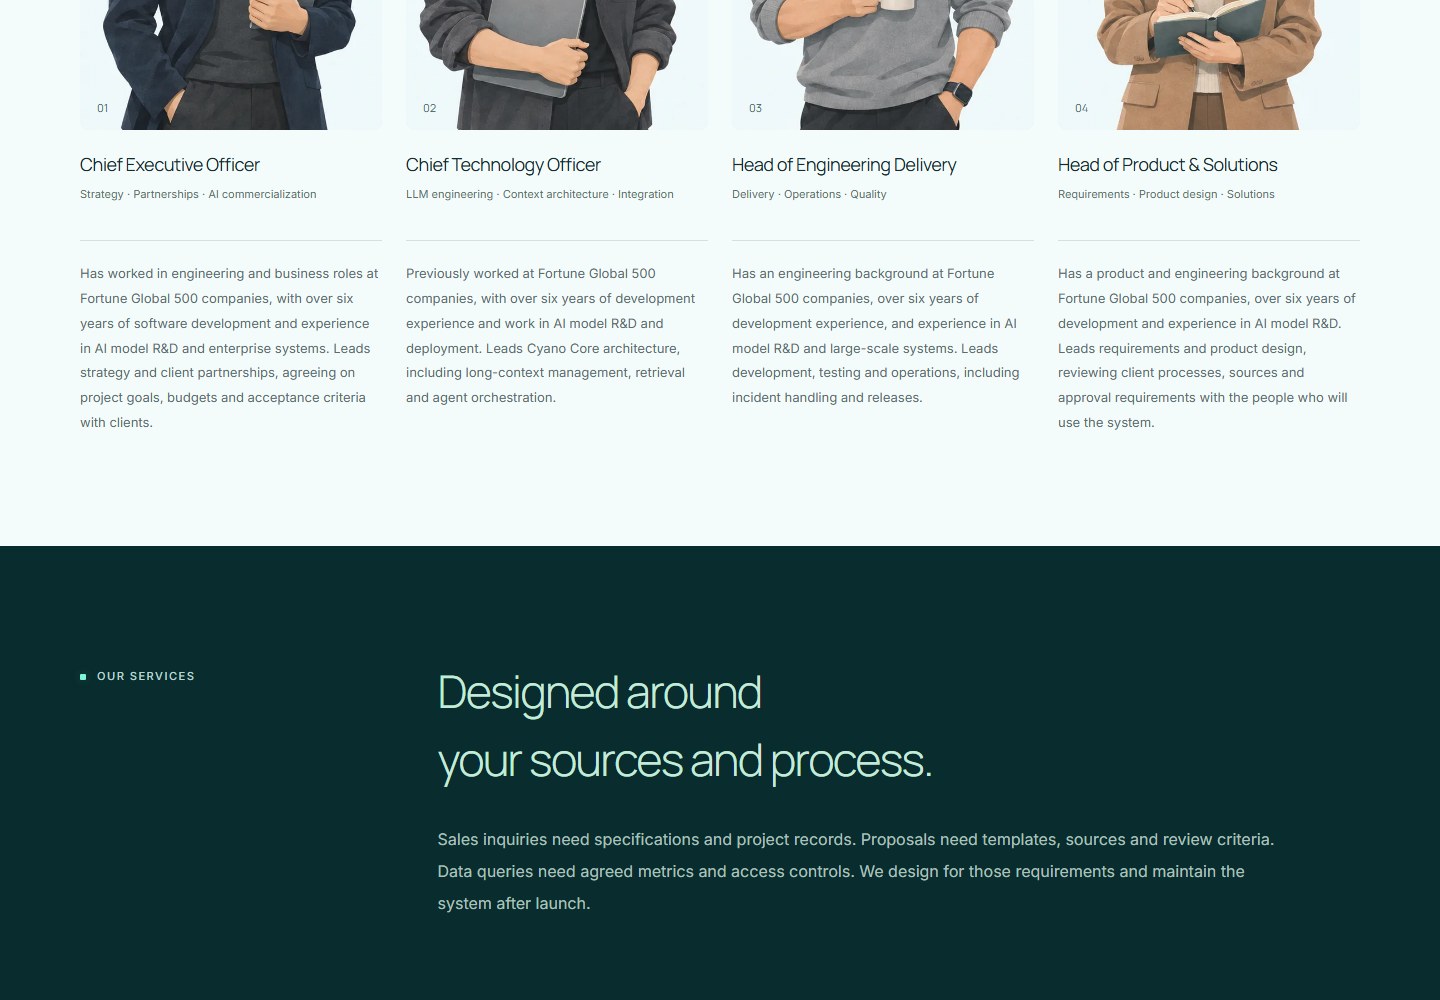 01
02
03
04
Chief Executive Officer
Strategy · Partnerships · AI commercialization
Has worked in engineering and business roles at
Fortune Global 500 companies, with over six
years of software development and experience
in AI model R&D and enterprise systems. Leads
strategy and client partnerships, agreeing on
project goals, budgets and acceptance criteria
with clients.
Chief Technology Officer
LLM engineering · Context architecture · Integration
Previously worked at Fortune Global 500
companies, with over six years of development
experience and work in AI model R&D and
deployment. Leads Cyano Core architecture,
including long-context management, retrieval
and agent orchestration.
Head of Engineering Delivery
Delivery · Operations · Quality
Has an engineering background at Fortune
Global 500 companies, over six years of
development experience, and experience in AI
model R&D and large-scale systems. Leads
development, testing and operations, including
incident handling and releases.
Head of Product & Solutions
Requirements · Product design · Solutions
Has a product and engineering background at
Fortune Global 500 companies, over six years of
development and experience in AI model R&D.
Leads requirements and product design,
reviewing client processes, sources and
approval requirements with the people who will
use the system.
OUR SERVICES
Designed around
your sources and process.
Sales inquiries need specifications and project records. Proposals need templates, sources and review criteria.
Data queries need agreed metrics and access controls. We design for those requirements and maintain the
system after launch.